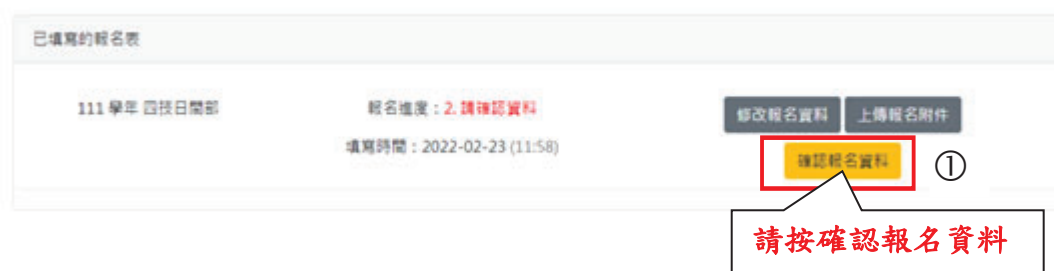 已填寫的報名表
111 學年 四技日間部
報名進度：2. 請確認資料
填寫時間：2022-02-23 (11:58)
修改報名資料 上傳報名附件
確認報名資料 ①
請按確認報名資料